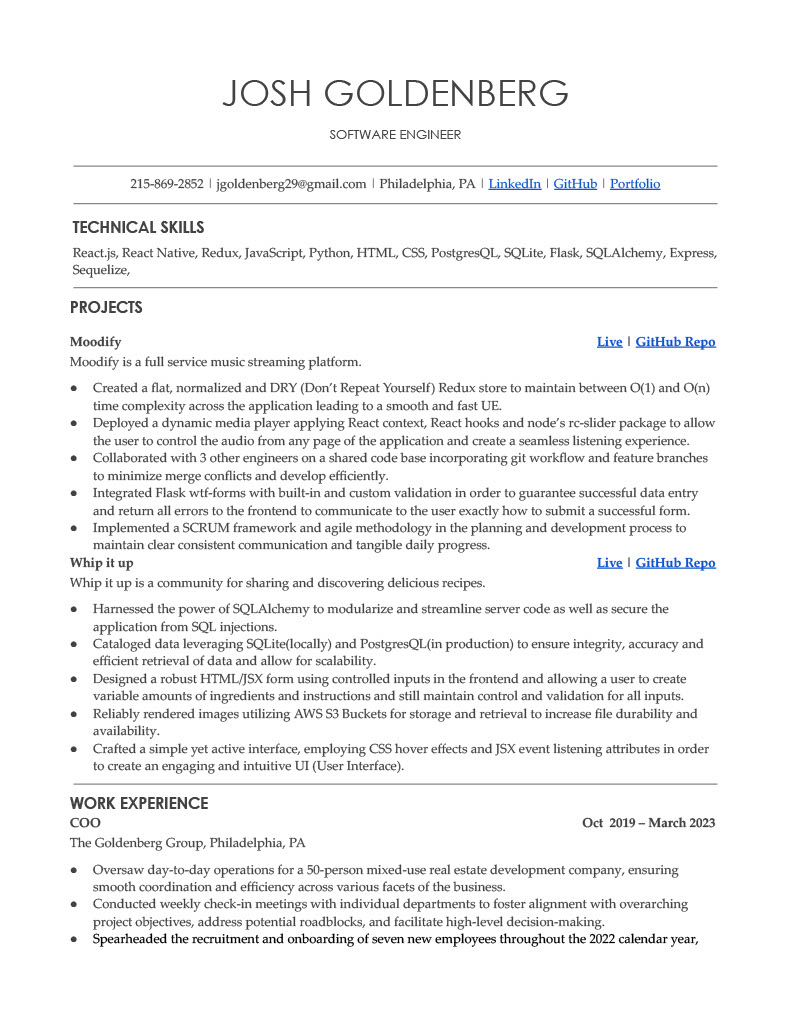 JOSH GOLDENBERG
SOFTWARE ENGINEER
215-869-2852 | jgoldenberg29@gmail.com | Philadelphia, PA | LinkedIn | GitHub | Portfolio
TECHNICAL SKILLS
React.js, React Native, Redux, JavaScript, Python, HTML, CSS, PostgresQL, SQLite, Flask, SQLAlchemy, Express,
Sequelize,
PROJECTS
Moodify Live | GitHub Repo
Moodify is a full service music streaming platform.
● Created a flat, normalized and DRY (Don’t Repeat Yourself) Redux store to maintain between O(1) and O(n)
time complexity across the application leading to a smooth and fast UE.
● Deployed a dynamic media player applying React context, React hooks and node’s rc-slider package to allow
the user to control the audio from any page of the application and create a seamless listening experience.
● Collaborated with 3 other engineers on a shared code base incorporating git workflow and feature branches
to minimize merge conflicts and develop efficiently.
● Integrated Flask wtf-forms with built-in and custom validation in order to guarantee successful data entry
and return all errors to the frontend to communicate to the user exactly how to submit a successful form.
● Implemented a SCRUM framework and agile methodology in the planning and development process to
maintain clear consistent communication and tangible daily progress.
Whip it up Live | GitHub Repo
Whip it up is a community for sharing and discovering delicious recipes.
● Harnessed the power of SQLAlchemy to modularize and streamline server code as well as secure the
application from SQL injections.
● Cataloged data leveraging SQLite(locally) and PostgresQL(in production) to ensure integrity, accuracy and
efficient retrieval of data and allow for scalability.
● Designed a robust HTML/JSX form using controlled inputs in the frontend and allowing a user to create
variable amounts of ingredients and instructions and still maintain control and validation for all inputs.
● Reliably rendered images utilizing AWS S3 Buckets for storage and retrieval to increase file durability and
availability.
● Crafted a simple yet active interface, employing CSS hover effects and JSX event listening attributes in order
to create an engaging and intuitive UI (User Interface).
WORK EXPERIENCE
COO Oct 2019 – March 2023
The Goldenberg Group, Philadelphia, PA
● Oversaw day-to-day operations for a 50-person mixed-use real estate development company, ensuring
smooth coordination and efficiency across various facets of the business.
● Conducted weekly check-in meetings with individual departments to foster alignment with overarching
project objectives, address potential roadblocks, and facilitate high-level decision-making.
● Spearheaded the recruitment and onboarding of seven new employees throughout the 2022 calendar year,